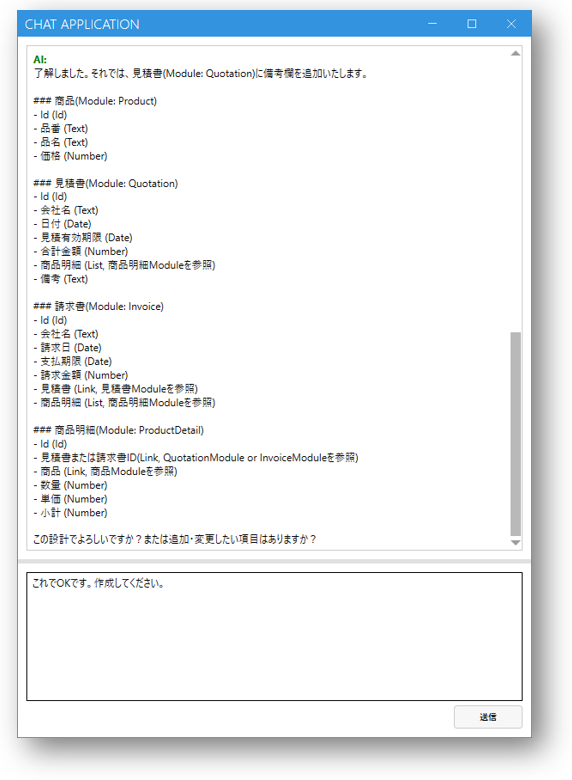 CHAT APPLICATION
AI:
了解しました。それでは、見積書(Module: Quotation)に備考欄を追加いたします。
### 商品(Module: Product)
- Id (Id)
- 品番 (Text)
- 品名 (Text)
- 価格 (Number)
### 見積書(Module: Quotation)
- Id (Id)
- 会社名 (Text)
- 日付 (Date)
- 見積有効期限 (Date)
- 合計金額 (Number)
- 商品明細 (List, 商品明細Moduleを参照)
- 備考 (Text)
### 請求書(Module: Invoice)
- Id (Id)
- 会社名 (Text)
- 請求日 (Date)
- 支払期限 (Date)
- 請求金額 (Number)
- 見積書 (Link, 見積書Moduleを参照)
- 商品明細 (List, 商品明細Moduleを参照)
### 商品明細(Module: ProductDetail)
- Id (Id)
- 見積書または請求書ID(Link, QuotationModule or InvoiceModuleを参照)
- 商品 (Link, 商品Moduleを参照)
- 数量 (Number)
- 単価 (Number)
- 小計 (Number)
この設計でよろしいですか？または追加・変更したい項目はありますか？
これでOKです。作成してください。
送信